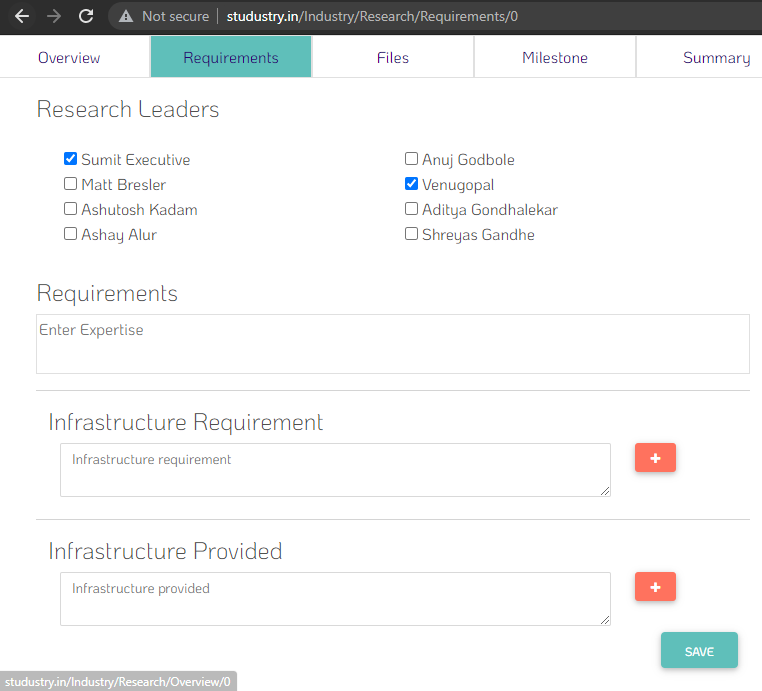 Not secure studustry.in/Industry/Research/Requirements/0
Overview Requirements Files Milestone Summary
Research Leaders
Sumit Executive Anuj Godbole
Matt Bresler Venugopal
Ashutosh Kadam Aditya Gondhalekar
Ashay Alur Shreyas Gandhe
Requirements
Enter Expertise
Infrastructure Requirement
Infrastructure requirement
+
Infrastructure Provided
Infrastructure provided
+
SAVE
studustry.in/Industry/Research/Overview/0